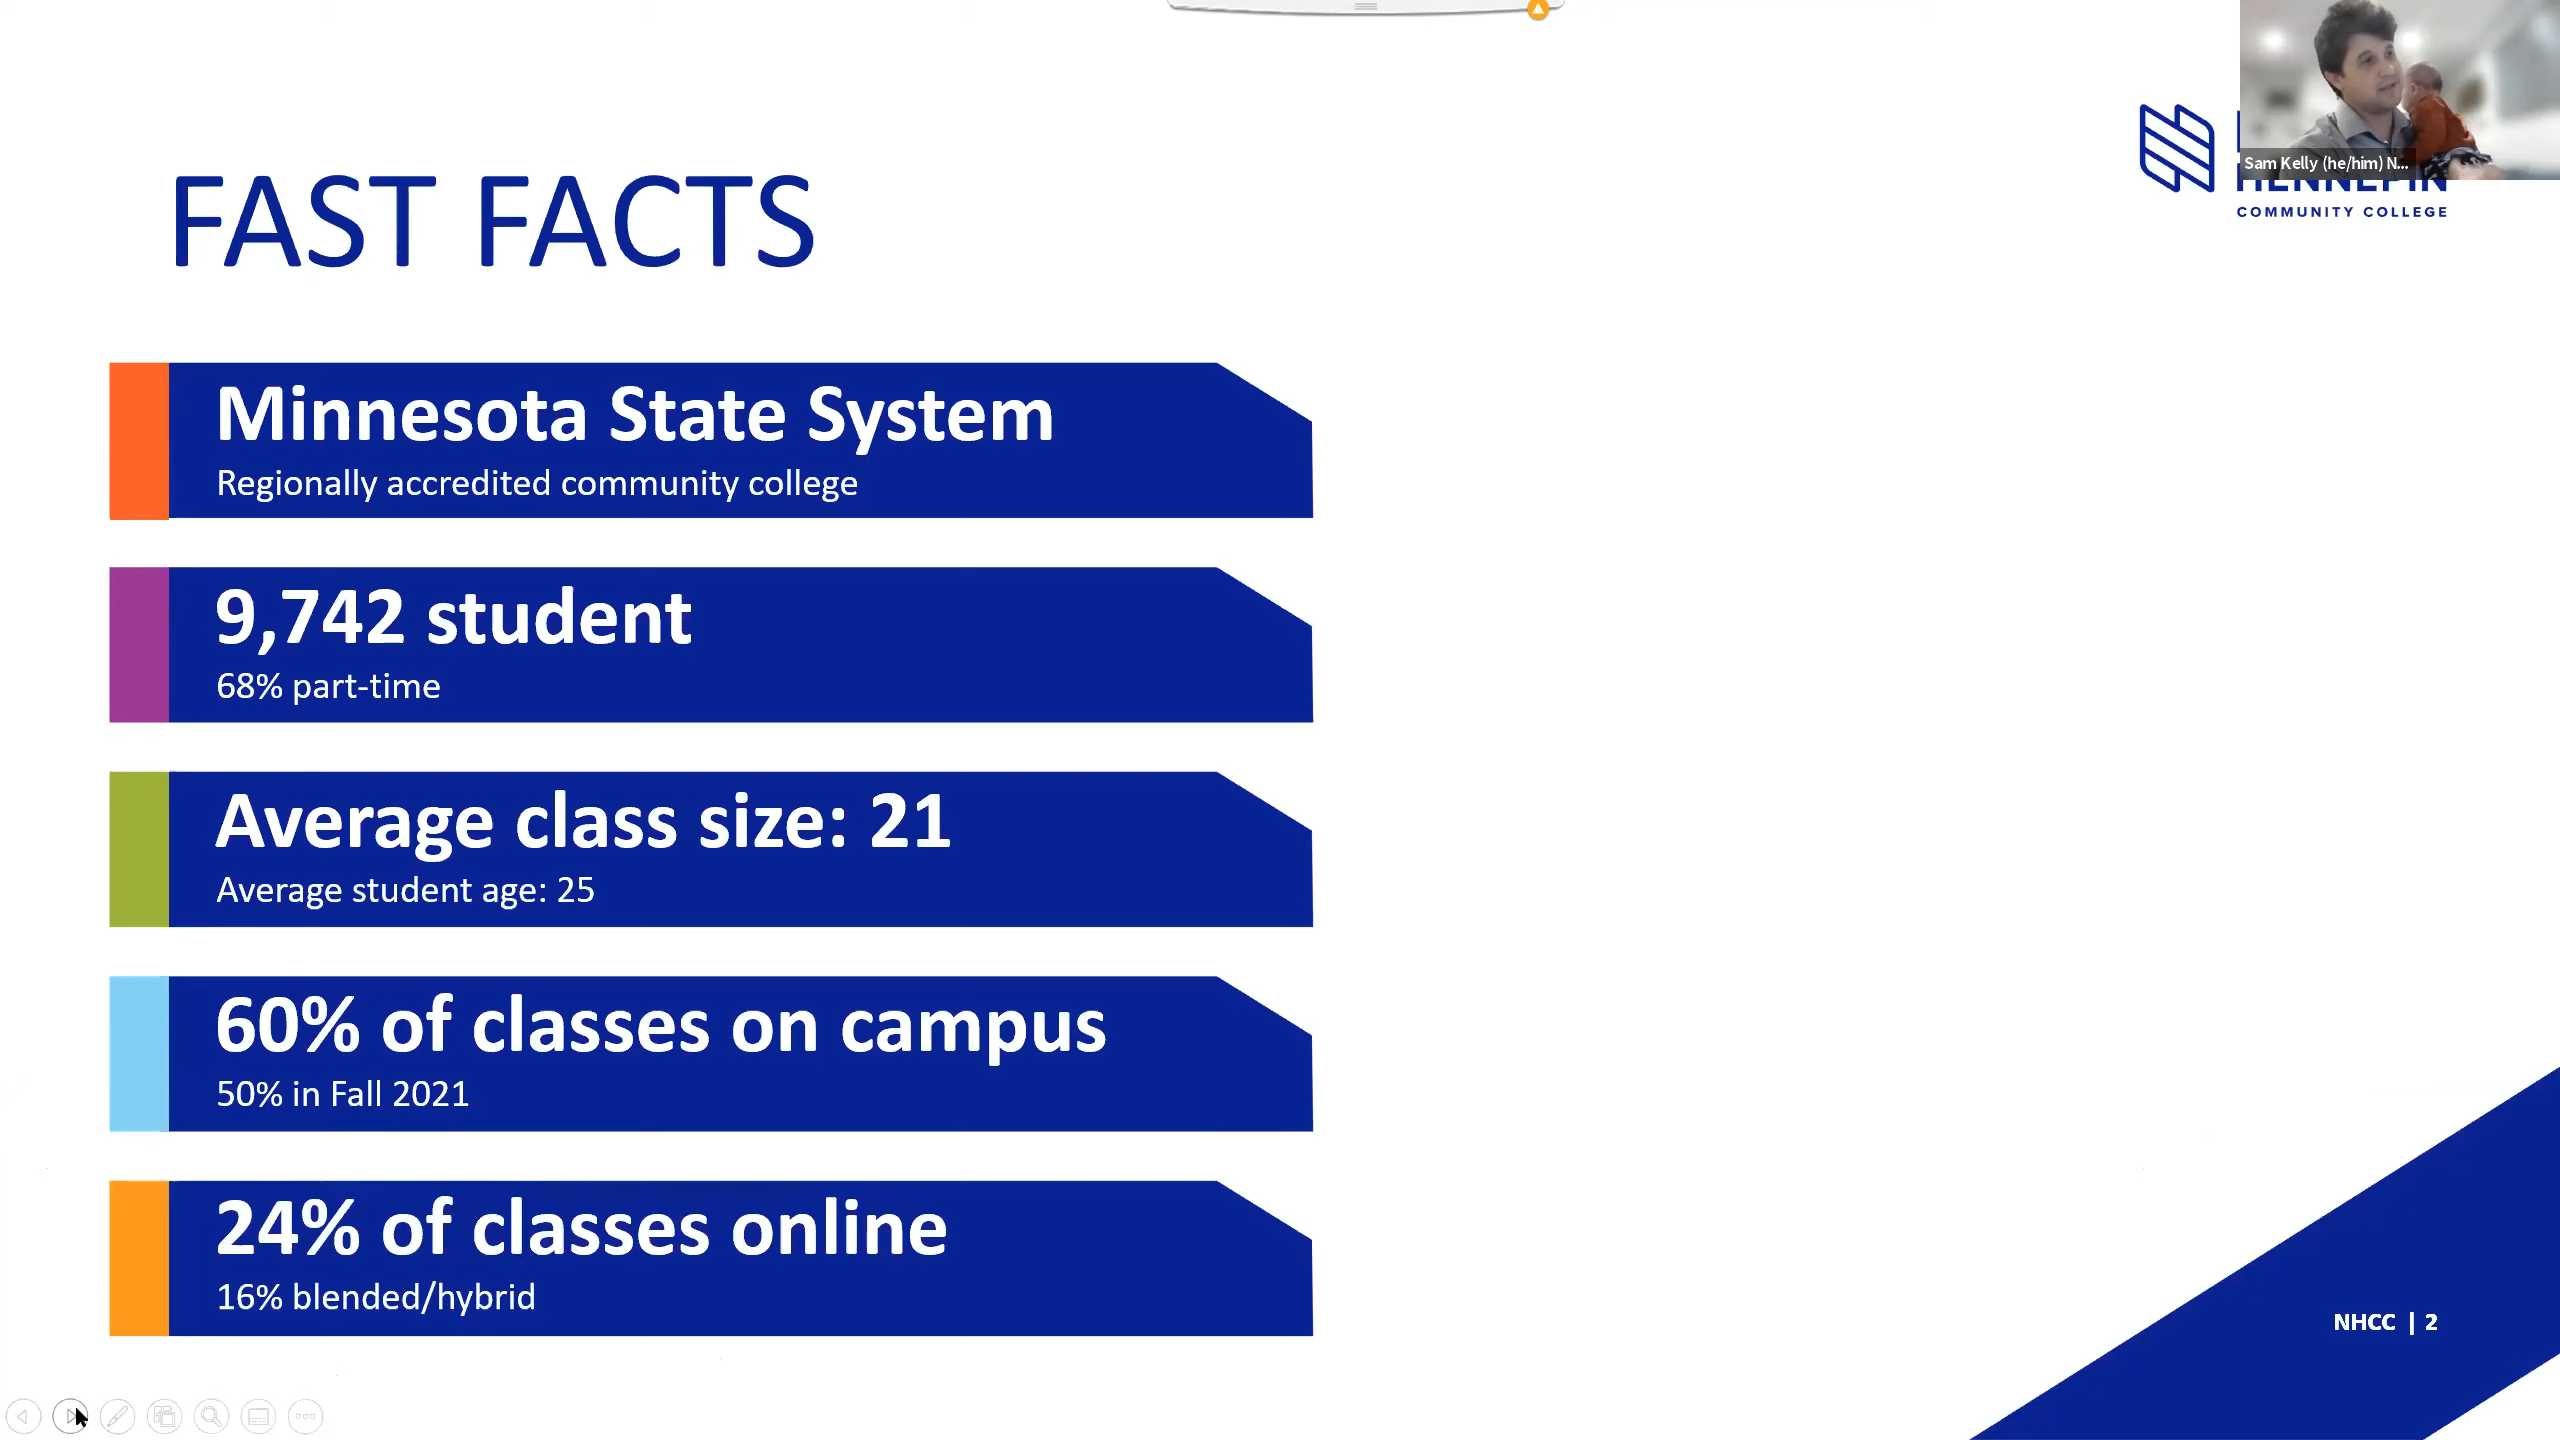 Sam Kelly (he/him) N...
HENNEPIN
COMMUNITY COLLEGE
FAST FACTS
Minnesota State System
Regionally accredited community college
9,742 student
68% part-time
Average class size: 21
Average student age: 25
60% of classes on campus
50% in Fall 2021
24% of classes online
16% blended/hybrid
NHCC | 2